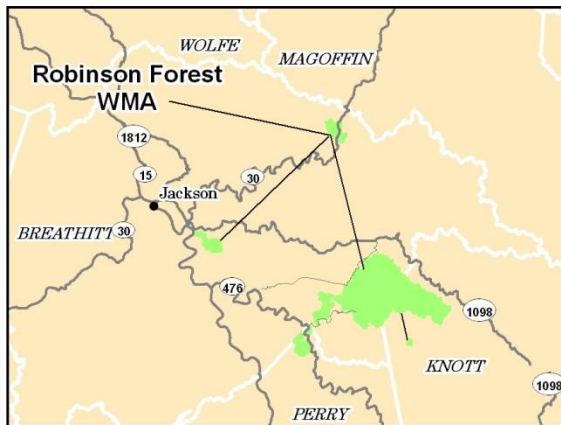 WOLFE
MAGOFFIN
Robinson Forest
WMA
1812
15
30
Jackson
BREATHITT
30
476
1098
KNOTT
1098
PERRY